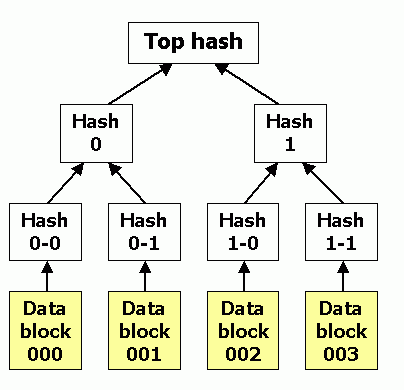 Top hash
Hash
0
Hash
1
Hash
0-0
Hash
0-1
Hash
1-0
Hash
1-1
Data
block
000
Data
block
001
Data
block
002
Data
block
003